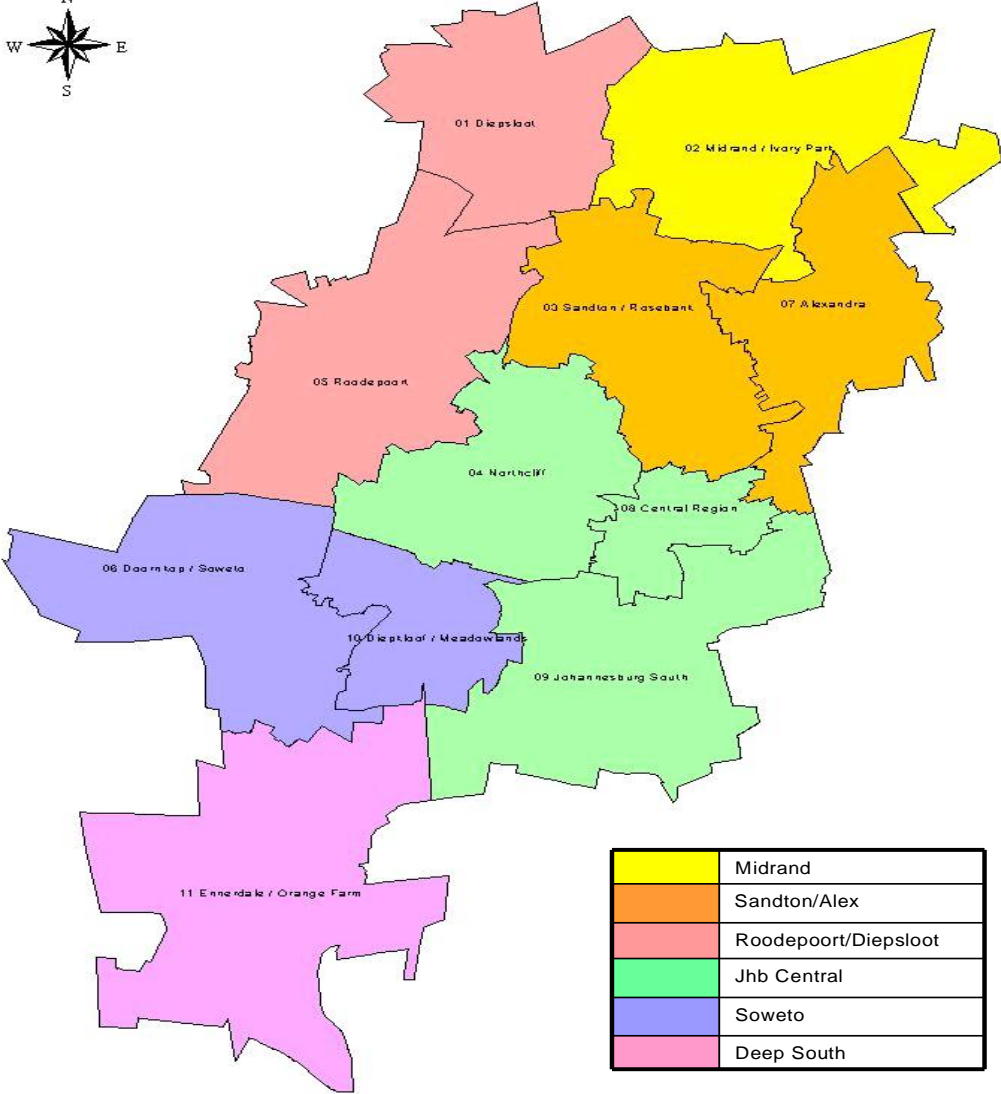 N
W E
S
01 Diepsloot
02 Midrand / Ivory Park
03 Sandton / Rosebank
07 Alexandra
05 Roodepoort
04 Northcliff
08 Central Region
06 Doornkop / Soweto
10 Diepkloof / Meadowlands
09 Johannesburg South
11 Ennerdale / Orange Farm
Midrand
Sandton/Alex
Roodepoort/Diepsloot
Jhb Central
Soweto
Deep South